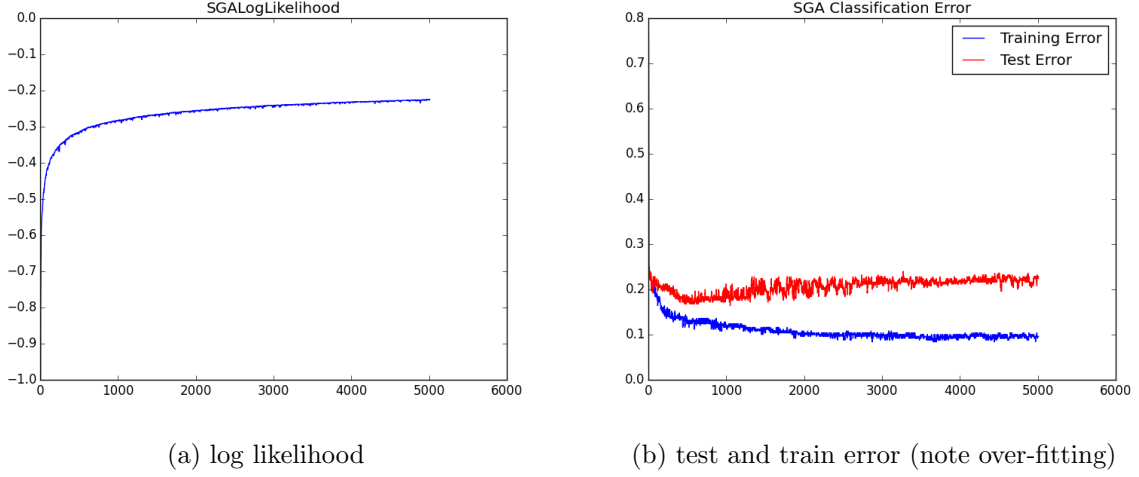 SGALogLikelihood
0.0
−0.1
−0.2
−0.3
−0.4
−0.5
−0.6
−0.7
−0.8
−0.9
−1.0
0 1000 2000 3000 4000 5000 6000
(a) log likelihood
SGA Classification Error
Training Error
Test Error
0.8
0.7
0.6
0.5
0.4
0.3
0.2
0.1
0.0
0 1000 2000 3000 4000 5000 6000
(b) test and train error (note over-fitting)